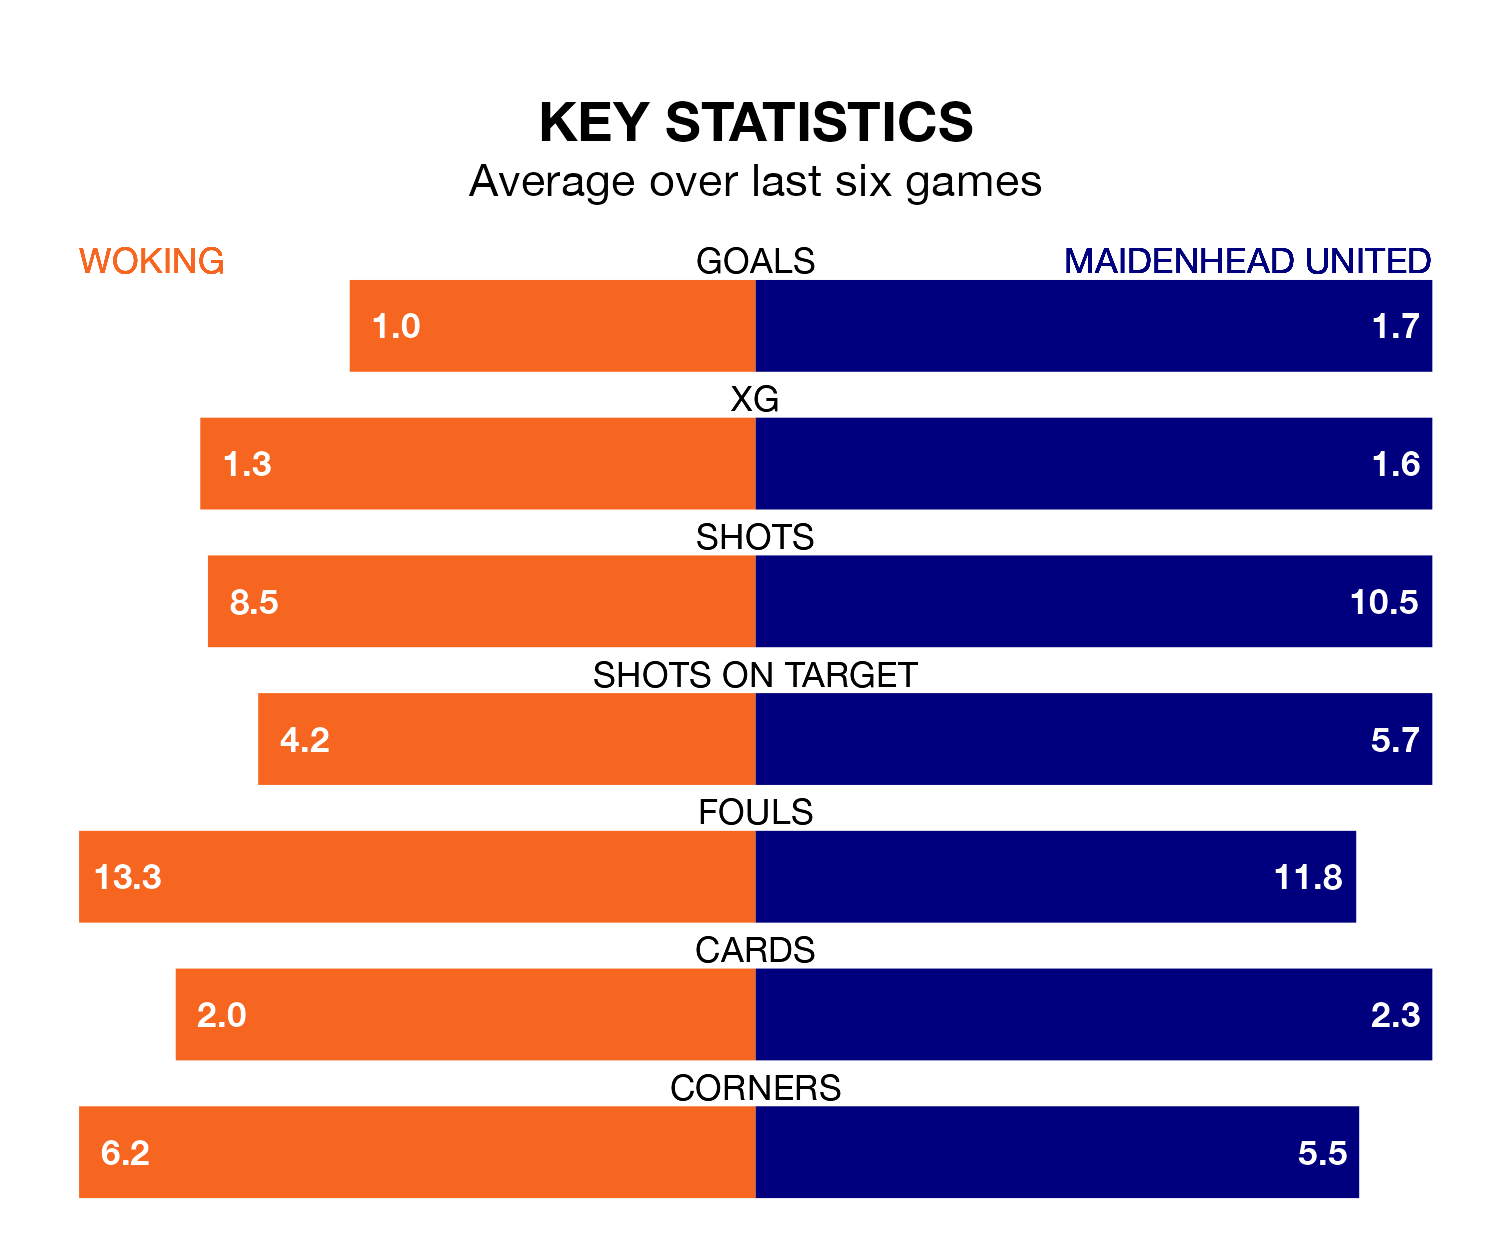 KEY STATISTICS
Average over last six games
WOKING GOALS MAIDENHEAD UNITED
1.0 1.7
XG
1.3 1.6
SHOTS
8.5 10.5
SHOTS ON TARGET
4.2 5.7
FOULS
13.3 11.8
CARDS
2.0 2.3
CORNERS
6.2 5.5